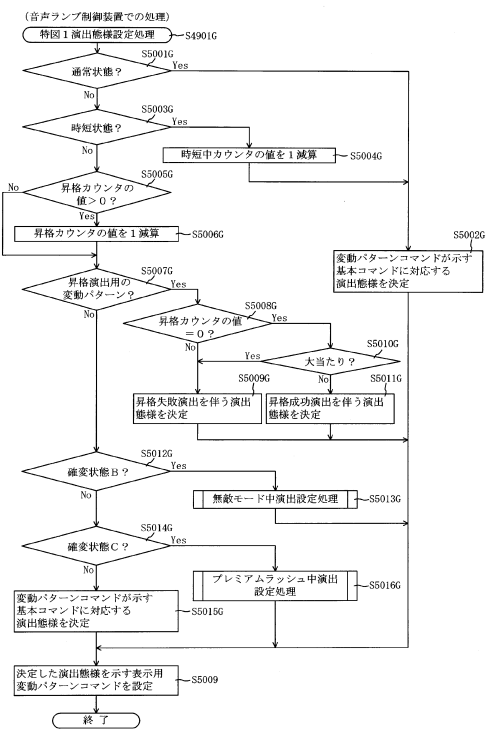 (音声ランプ制御装置での処理)
特図1演出態様設定処理
S4901G
S5001G
通常状態?
Yes
No
S5003G
時短状態?
Yes
No
時短中カウンタの値を1減算
S5004G
S5005G
昇格カウンタの
値>0?
No
Yes
昇格カウンタの値を1減算
S5006G
S5002G
変動パターンコマンドが示す
基本コマンドに対応する
演出態様を決定
S5007G
昇格演出用の
変動パターン?
Yes
No
S5008G
昇格カウンタの値
=0?
Yes
No
S5010G
大当たり?
Yes
No
S5009G
昇格失敗演出を伴う演出
態様を決定
S5011G
昇格成功演出を伴う演出
態様を決定
S5012G
確変状態B?
Yes
No
無敵モード中演出設定処理
S5013G
S5014G
確変状態C?
Yes
No
プレミアムラッシュ中演出
設定処理
S5016G
変動パターンコマンドが示す
基本コマンドに対応する
演出態様を決定
S5015G
決定した演出態様を示す表示用
変動パターンコマンドを設定
S5009
終了